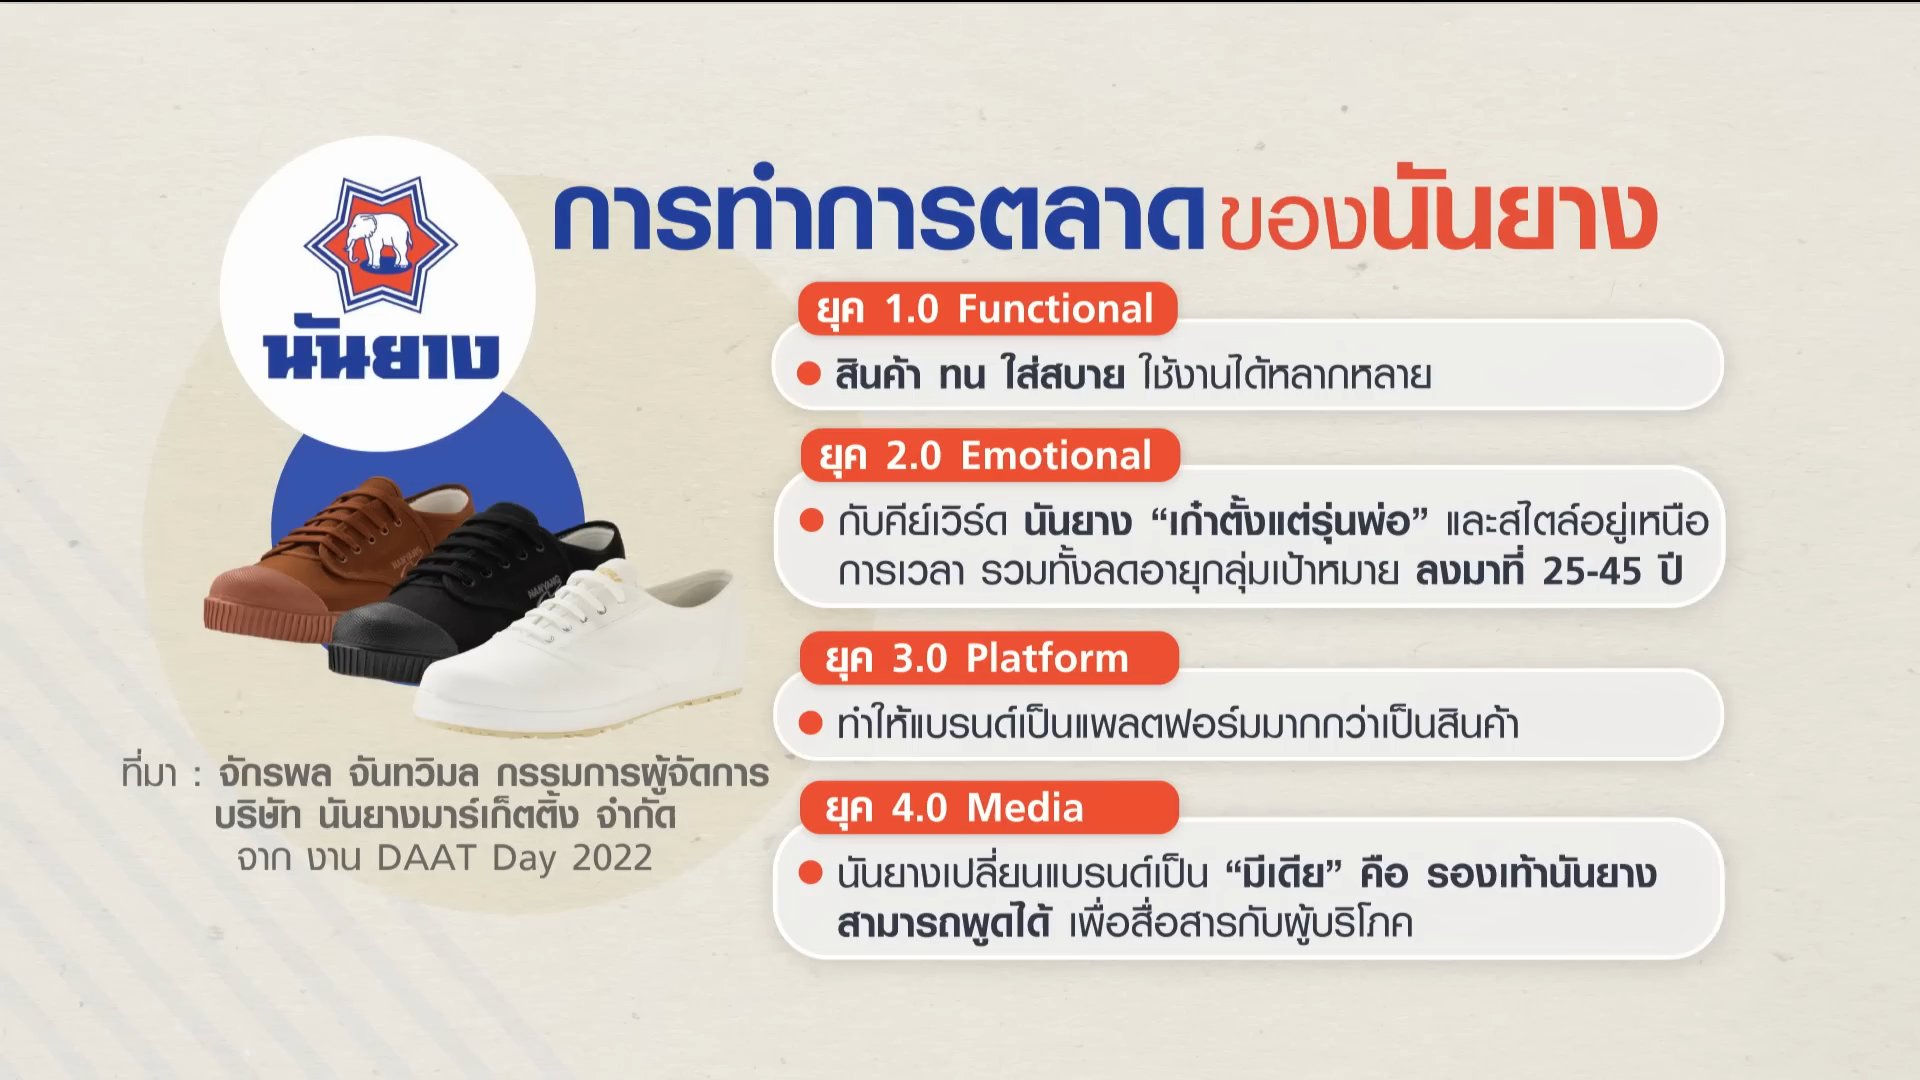 นันยาง
การทำการตลาดของนันยาง
ยุค 1.0 Functional
สินค้า ทน ใส่สบาย ใช้งานได้หลากหลาย
ยุค 2.0 Emotional
กับคีย์เวิร์ด นันยาง “เก๋าตั้งแต่รุ่นพ่อ” และสไตล์อยู่เหนือ
การเวลา รวมทั้งลดอายุกลุ่มเป้าหมาย ลงมาที่ 25-45 ปี
ยุค 3.0 Platform
ทำให้แบรนด์เป็นแพลตฟอร์มมากกว่าเป็นสินค้า
ยุค 4.0 Media
นันยางเปลี่ยนแบรนด์เป็น “มีเดีย” คือ รองเท้านันยาง
สามารถพูดได้ เพื่อสื่อสารกับผู้บริโภค
NANYANG
NANYANG
ที่มา : จักรพล จันทวิมล กรรมการผู้จัดการ
บริษัท นันยางมาร์เก็ตติ้ง จำกัด
จาก งาน DAAT Day 2022